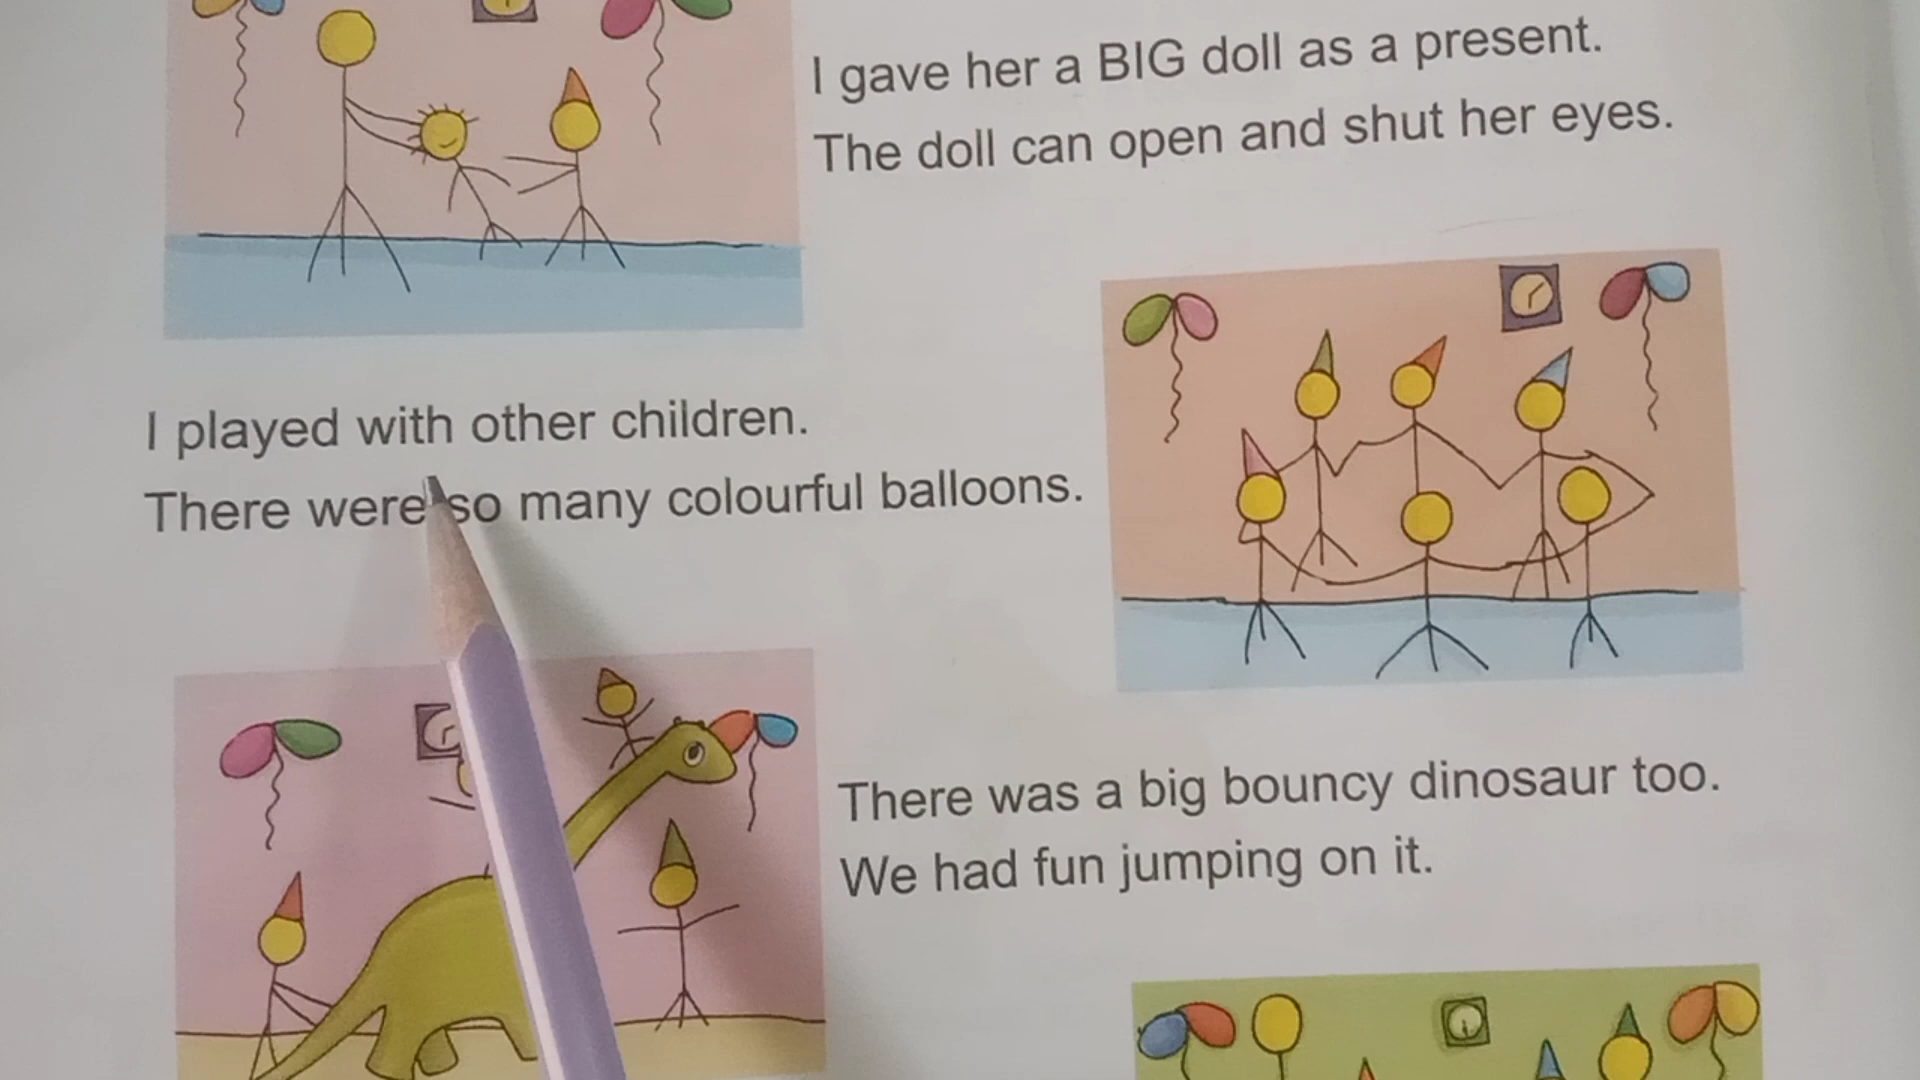 I gave her a BIG doll as a present.
The doll can open and shut her eyes.
I played with other children.
There were so many colourful balloons.
There was a big bouncy dinosaur too.
We had fun jumping on it.